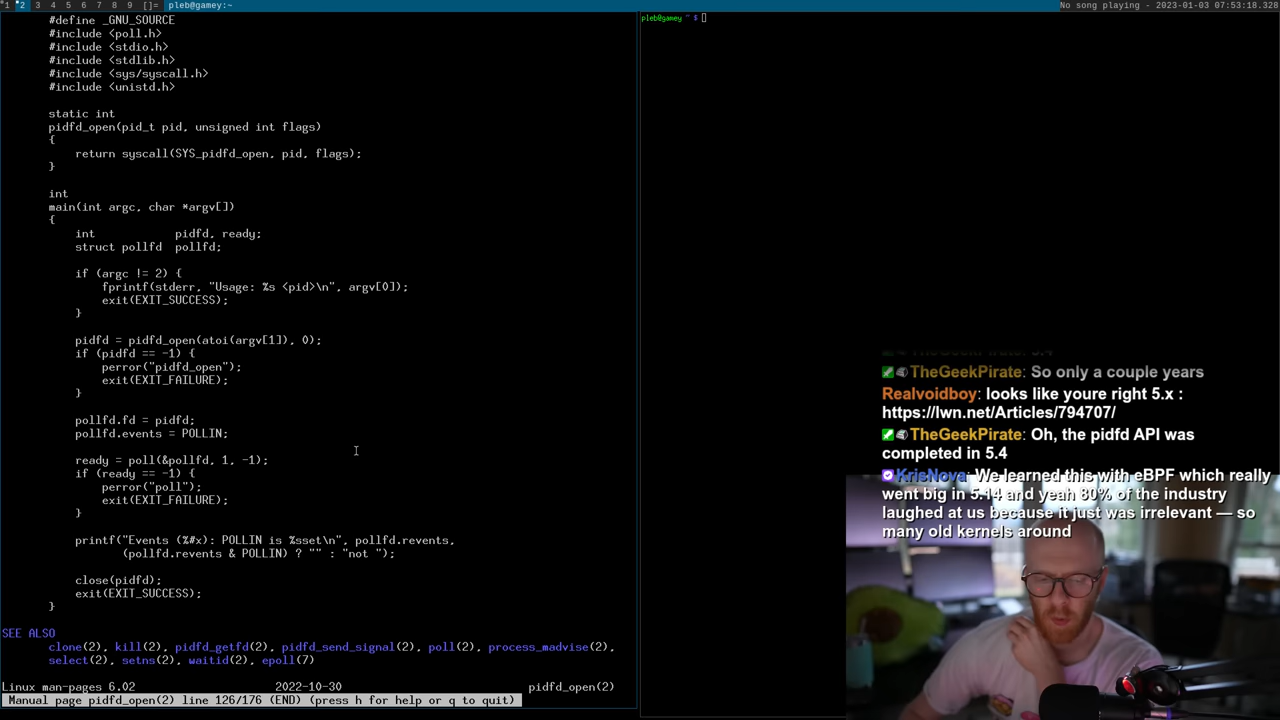 1 2 3 4 5 6 7 8 9 []= pleb@gamey:~ No song playing - 2023-01-03 07:53:18.328
#define _GNU_SOURCE
#include <poll.h>
#include <stdio.h>
#include <stdlib.h>
#include <sys/syscall.h>
#include <unistd.h>
static int
pidfd_open(pid_t pid, unsigned int flags)
{
return syscall(SYS_pidfd_open, pid, flags);
}
int
main(int argc, char *argv[])
{
int pidfd, ready;
struct pollfd pollfd;
if (argc != 2) {
fprintf(stderr, "Usage: %s <pid>\n", argv[0]);
exit(EXIT_SUCCESS);
}
pidfd = pidfd_open(atoi(argv[1]), 0);
if (pidfd == -1) {
perror("pidfd_open");
exit(EXIT_FAILURE);
}
pollfd.fd = pidfd;
pollfd.events = POLLIN;
ready = poll(&pollfd, 1, -1);
if (ready == -1) {
perror("poll");
exit(EXIT_FAILURE);
}
printf("Events (%#x): POLLIN is %sset\n", pollfd.revents,
(pollfd.revents & POLLIN) ? "" : "not ");
close(pidfd);
exit(EXIT_SUCCESS);
}
SEE ALSO
clone(2), kill(2), pidfd_getfd(2), pidfd_send_signal(2), poll(2), process_madvise(2),
select(2), setns(2), waitid(2), epoll(7)
Linux man-pages 6.02 2022-10-30 pidfd_open(2)
Manual page pidfd_open(2) line 126/176 (END) (press h for help or q to quit)
pleb@gamey ~ $
TheGeekPirate: So only a couple years
Realvoidboy: looks like youre right 5.x :
https://lwn.net/Articles/794707/
TheGeekPirate: Oh, the pidfd API was
completed in 5.4
KrisNova: We learned this with eBPF which really
went big in 5.14 and yeah 80% of the industry
laughed at us because it just was irrelevant — so
many old kernels around